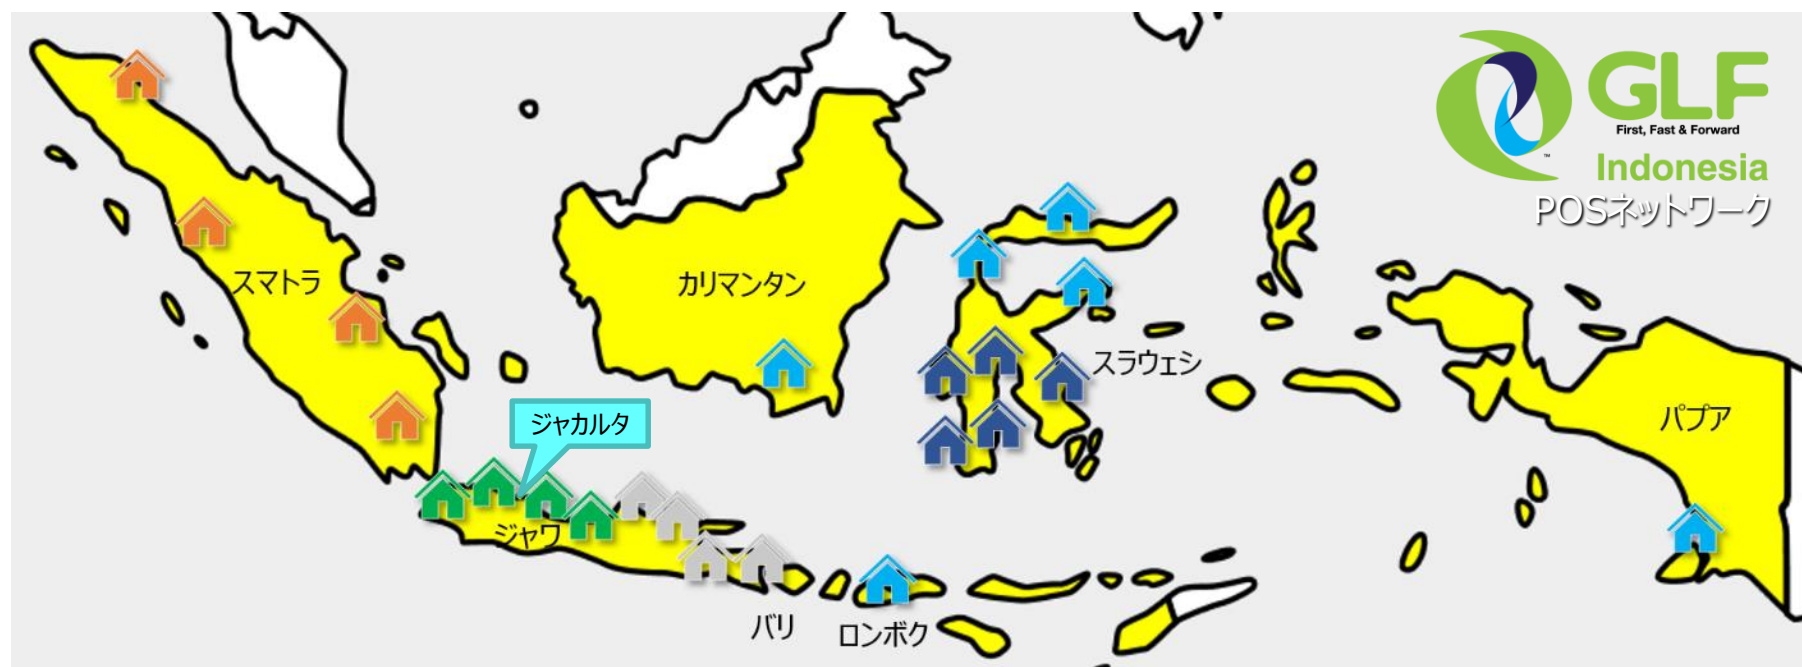 GLF
First, Fast & Forward
™
Indonesia
POSネットワーク
スマトラ
カリマンタン
スラウェシ
パプア
ジャカルタ
ジャワ
バリ
ロンボク